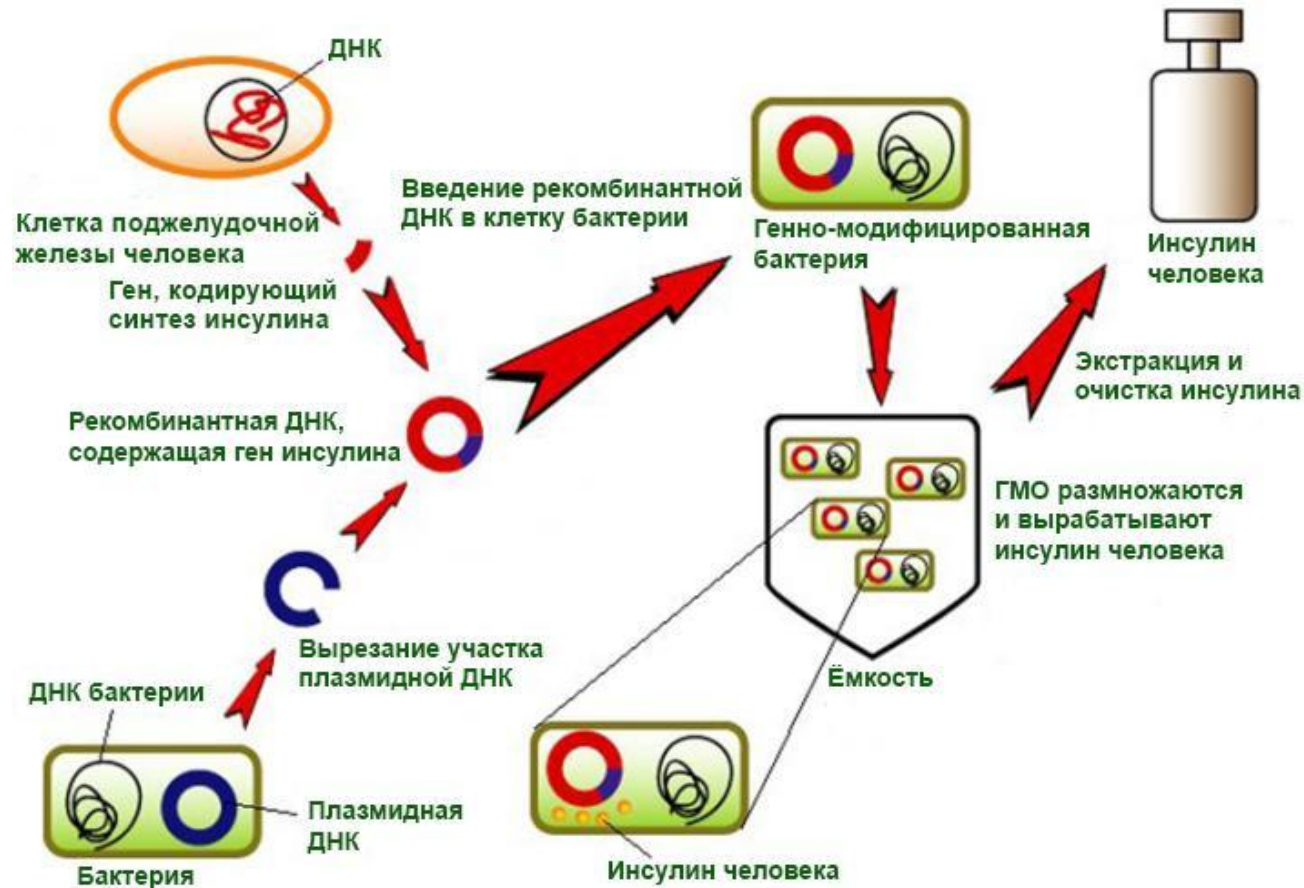 ДНК
Клетка поджелудочной
железы человека
Ген, кодирующий
синтез инсулина
Введение рекомбинантной
ДНК в клетку бактерии
Генно-модифицированная
бактерия
Инсулин
человека
Экстракция и
очистка инсулина
Рекомбинантная ДНК,
содержащая ген инсулина
ГМО размножаются
и вырабатывают
инсулин человека
Вырезание участка
плазмидной ДНК
Ёмкость
ДНК бактерии
Плазмидная
ДНК
Бактерия
Инсулин человека